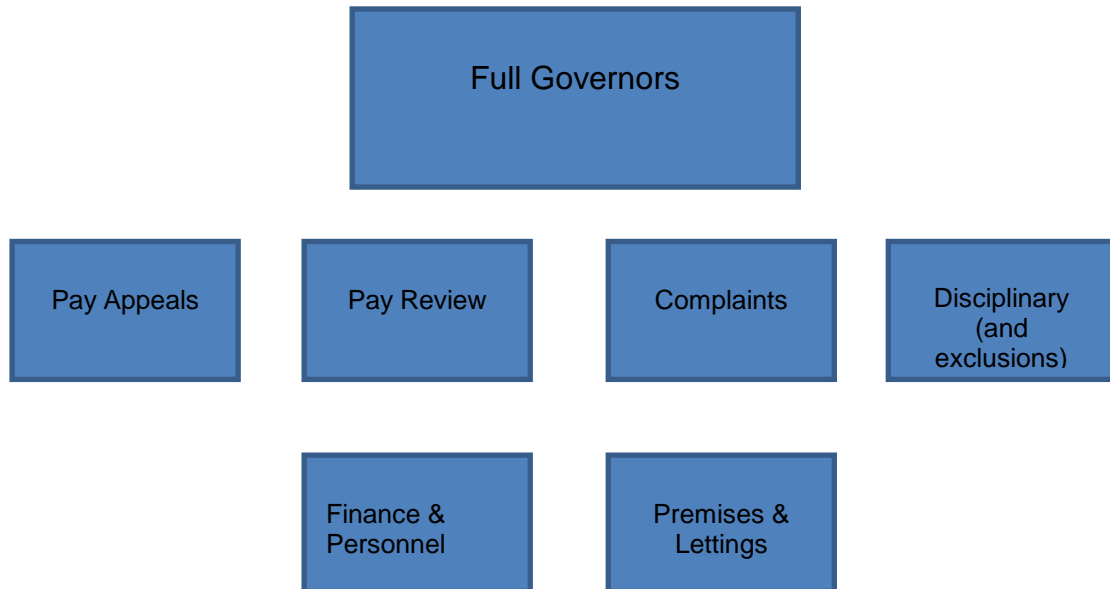 Full Governors
Pay Appeals
Pay Review
Complaints
Disciplinary
(and
exclusions)
Finance &
Personnel
Premises &
Lettings